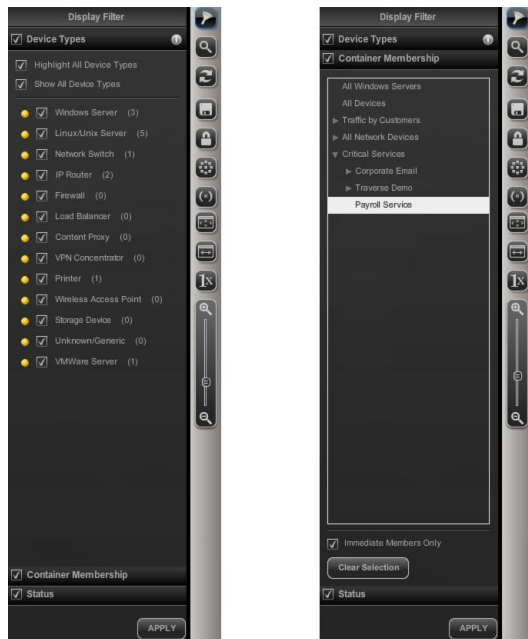 Display Filter
Device Types
Highlight All Device Types
Show All Device Types
Windows Server (3)
Linux/Unix Server (5)
Network Switch (1)
IP Router (2)
Firewall (0)
Load Balancer (0)
Content Proxy (0)
VPN Concentrator (0)
Printer (1)
Wireless Access Point (0)
Storage Device (0)
Unknown/Generic (0)
VMWare Server (1)
Container Membership
Status
APPLY
1x
Display Filter
Device Types
Container Membership
All Windows Servers
All Devices
Traffic by Customers
All Network Devices
Critical Services
Corporate Email
Traverse Demo
Payroll Service
Immediate Members Only
Clear Selection
Status
APPLY
1x